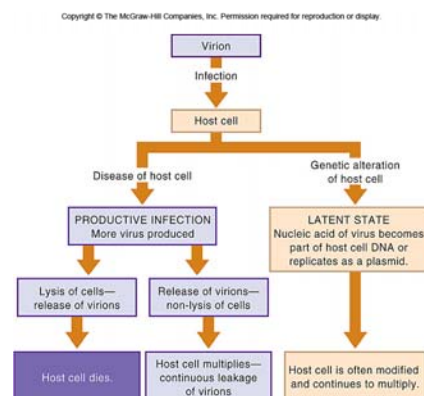 Copyright © The McGraw-Hill Companies, Inc. Permission required for reproduction or display.
Virion
Infection
Host cell
Disease of host cell
Genetic alteration
of host cell
PRODUCTIVE INFECTION
More virus produced
LATENT STATE
Nucleic acid of virus becomes
part of host cell DNA or
replicates as a plasmid.
Lysis of cells—
release of virions
Release of virions—
non-lysis of cells
Host cell dies.
Host cell multiplies—
continuous leakage
of virions
Host cell is often modified
and continues to multiply.